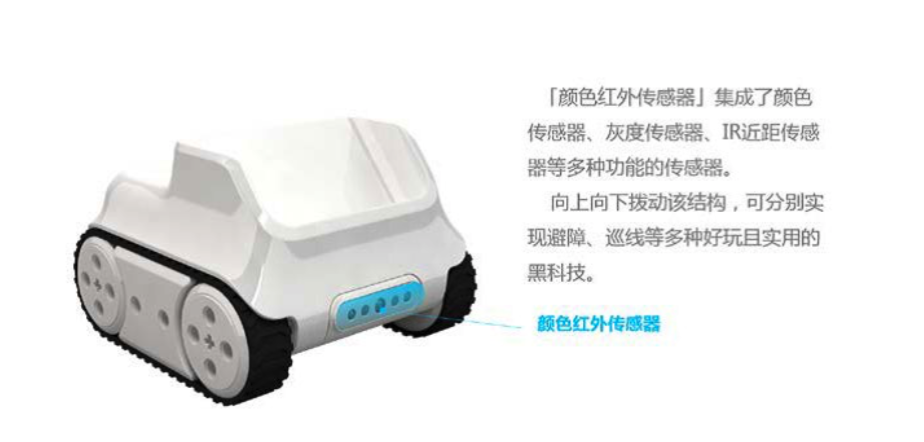 「颜色红外传感器」集成了颜色
传感器、灰度传感器、IR近距传感
器等多种功能的传感器。
向上向下拨动该结构，可分别实
现避障、巡线等多种好玩且实用的
黑科技。
颜色红外传感器